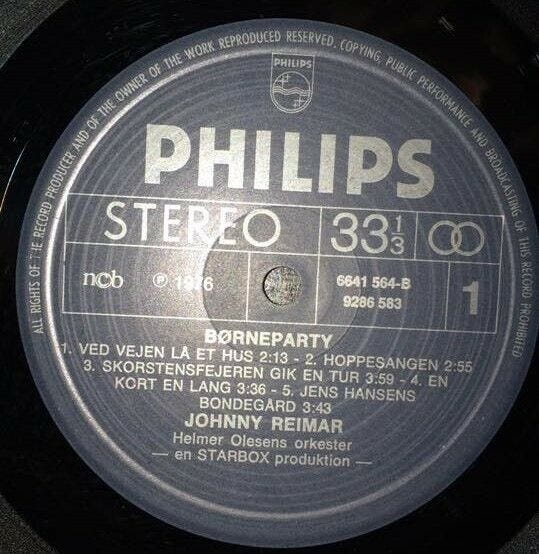 ALL RIGHTS OF THE RECORD PRODUCER AND OF THE OWNER OF THE WORK REPRODUCED RESERVED. COPYING, PUBLIC PERFORMANCE AND BROADCASTING OF THIS RECORD PROHIBITED
PHILIPS
PHILIPS
STEREO 33 1/3
ncb ℗ 1976 6641 564-B 1
9286 583
BØRNEPARTY
1. VED VEJEN LÅ ET HUS 2:13 - 2. HOPPESANGEN 2:55
3. SKORSTENSFEJEREN GIK EN TUR 3:59 - 4. EN
KORT EN LANG 3:36 - 5. JENS HANSENS
BONDEGÅRD 3:43
JOHNNY REIMAR
Helmer Olesens orkester
— en STARBOX produktion —